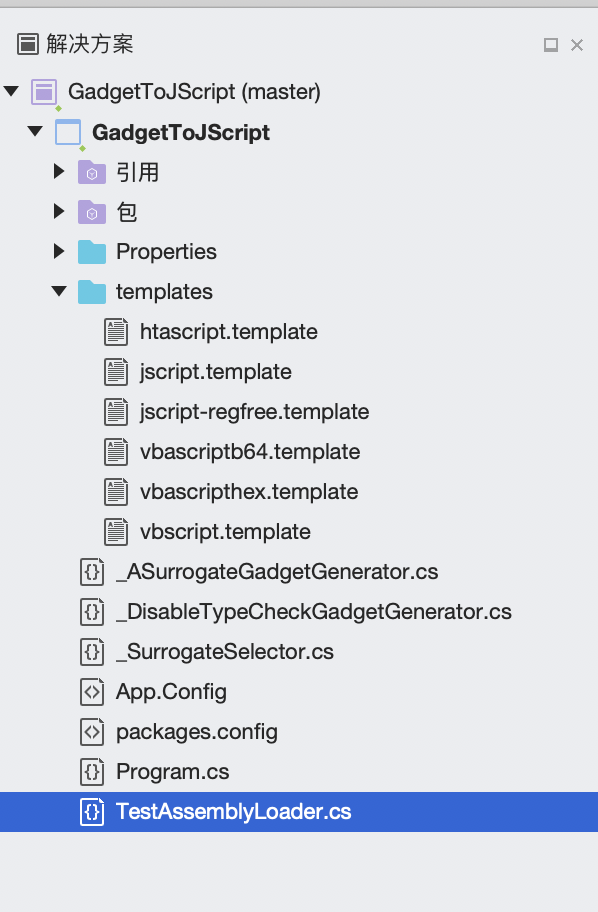 解决方案
GadgetToJScript (master)
GadgetToJScript
引用
包
Properties
templates
htascript.template
jscript.template
jscript-regfree.template
vbascriptb64.template
vbascripthex.template
vbscript.template
_ASurrogateGadgetGenerator.cs
_DisableTypeCheckGadgetGenerator.cs
_SurrogateSelector.cs
App.Config
packages.config
Program.cs
TestAssemblyLoader.cs